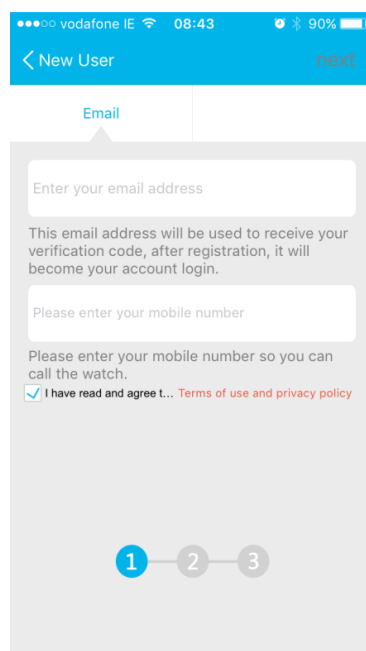 vodafone IE 08:43 90%
New User next
Email
Enter your email address
This email address will be used to receive your
verification code, after registration, it will
become your account login.
Please enter your mobile number
Please enter your mobile number so you can
call the watch.
I have read and agree t... Terms of use and privacy policy
1 2 3